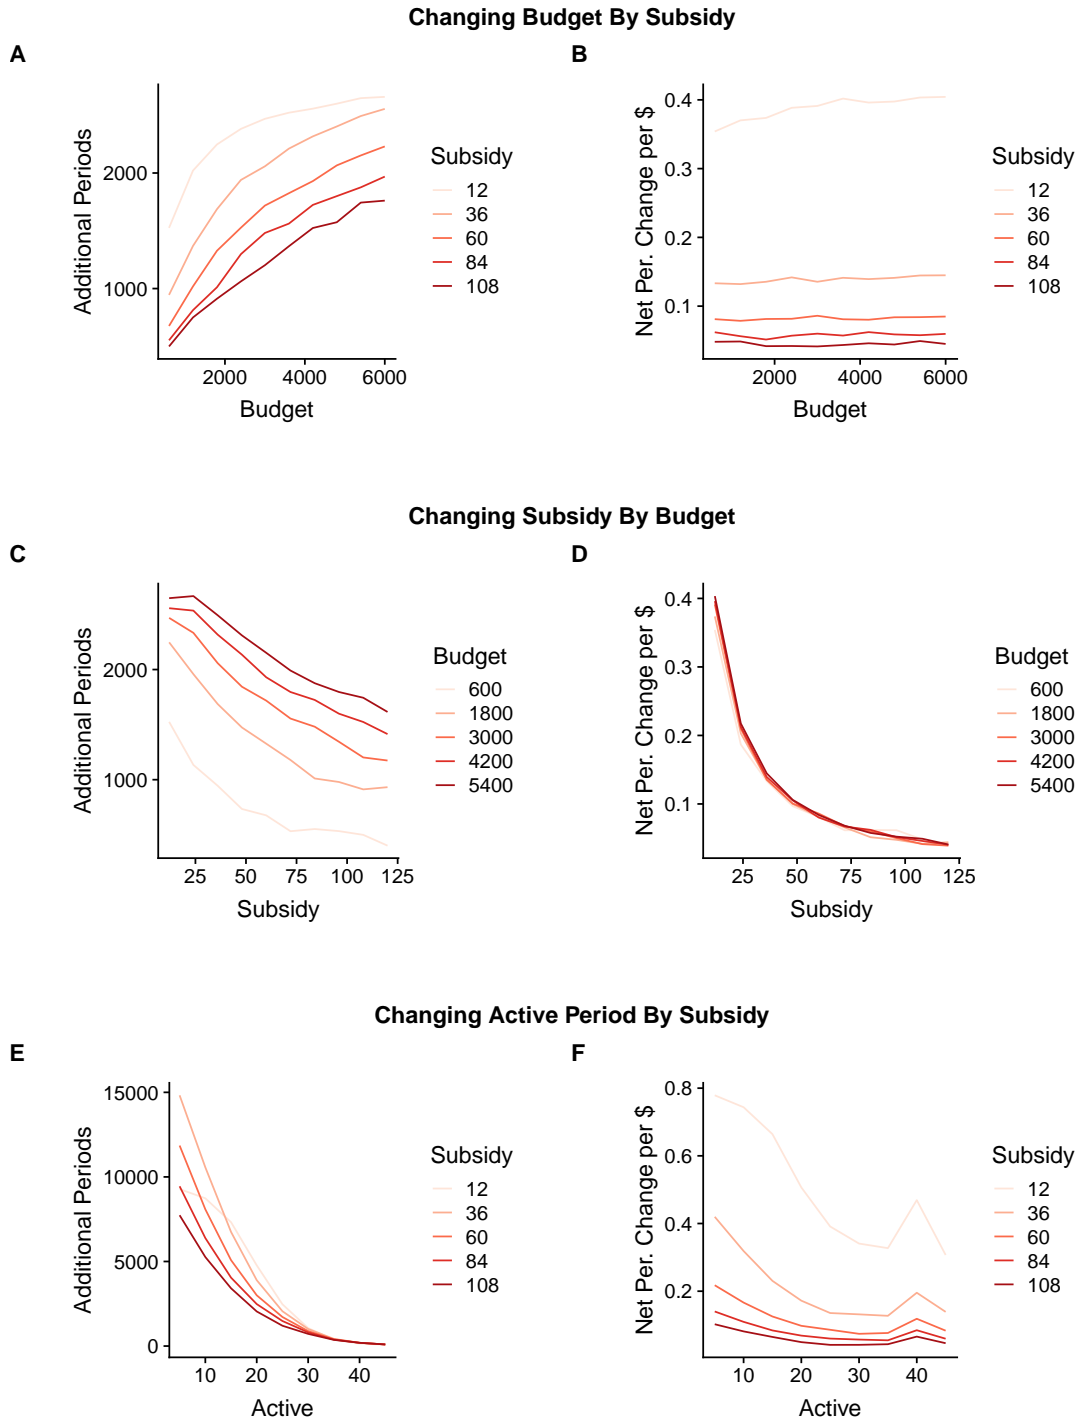 Changing Budget By Subsidy
A
Additional Periods
2000
1000
2000 4000 6000
Budget
Subsidy
12
36
60
84
108
B
Net Per. Change per $
0.4
0.3
0.2
0.1
2000 4000 6000
Budget
Subsidy
12
36
60
84
108
Changing Subsidy By Budget
C
Additional Periods
2000
1000
25 50 75 100 125
Subsidy
Budget
600
1800
3000
4200
5400
D
Net Per. Change per $
0.4
0.3
0.2
0.1
25 50 75 100 125
Subsidy
Budget
600
1800
3000
4200
5400
Changing Active Period By Subsidy
E
Additional Periods
15000
10000
5000
0
10 20 30 40
Active
Subsidy
12
36
60
84
108
F
Net Per. Change per $
0.8
0.6
0.4
0.2
10 20 30 40
Active
Subsidy
12
36
60
84
108